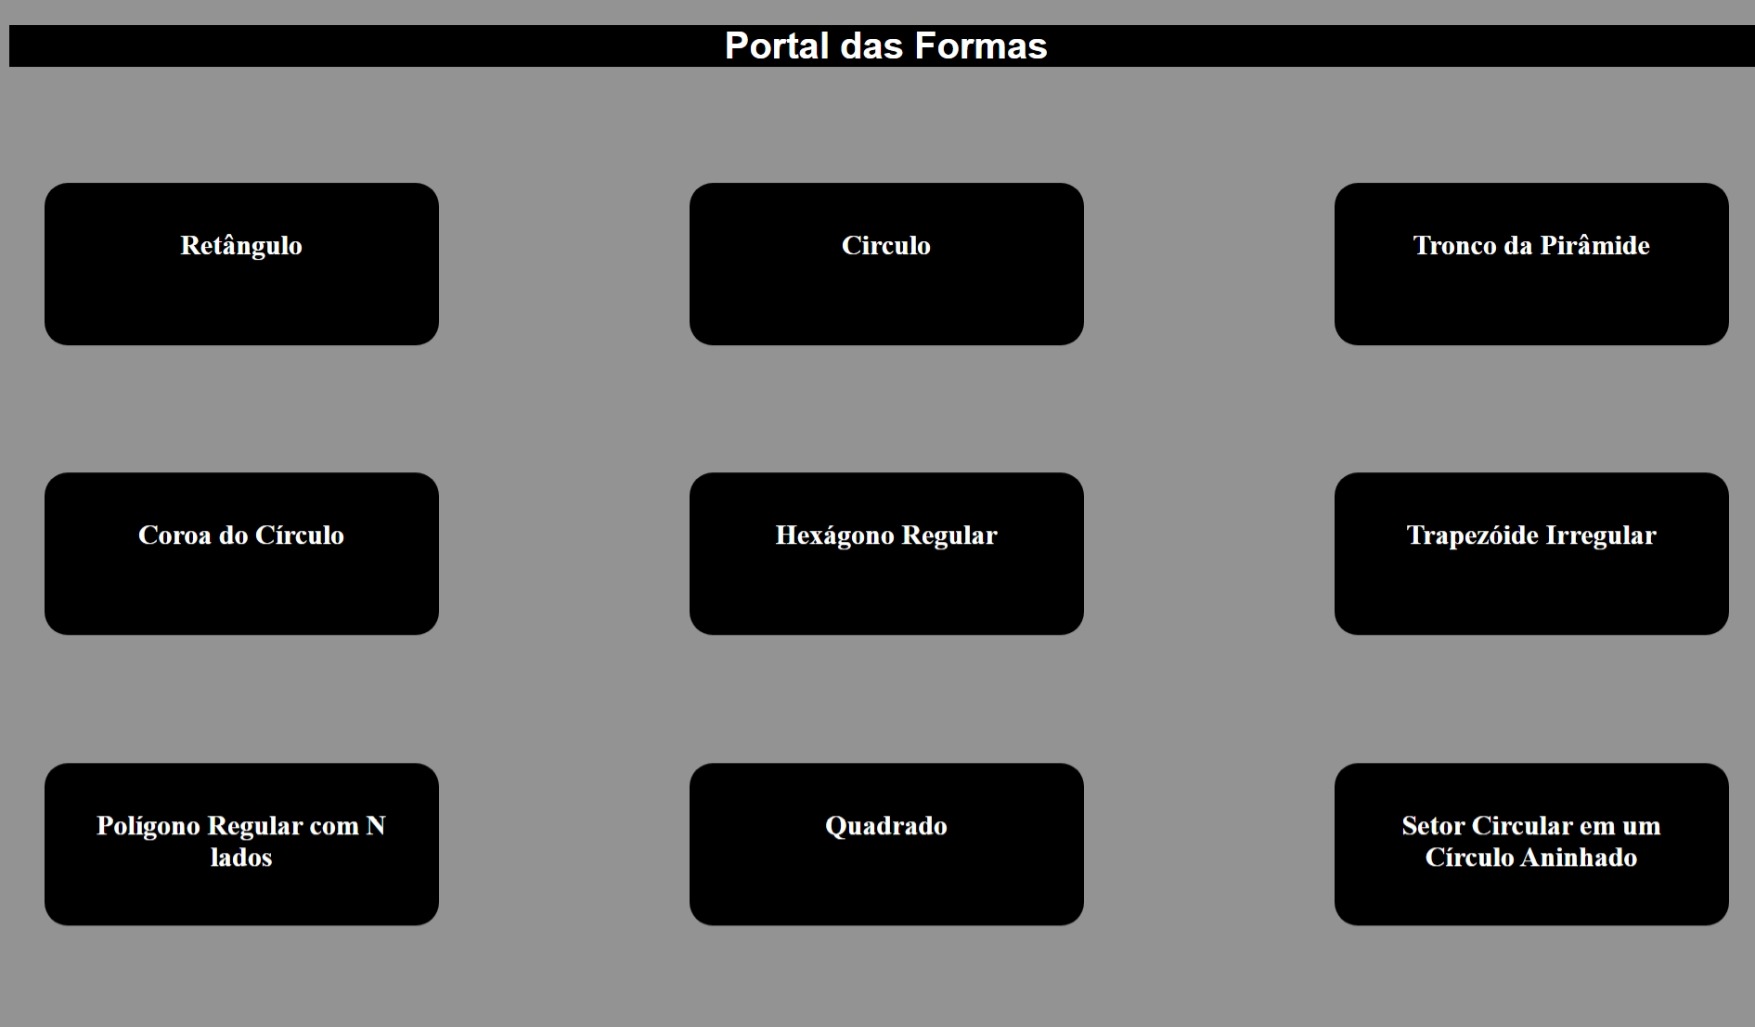 Portal das Formas
Retângulo
Circulo
Tronco da Pirâmide
Coroa do Círculo
Hexágono Regular
Trapezóide Irregular
Polígono Regular com N
lados
Quadrado
Setor Circular em um
Círculo Aninhado